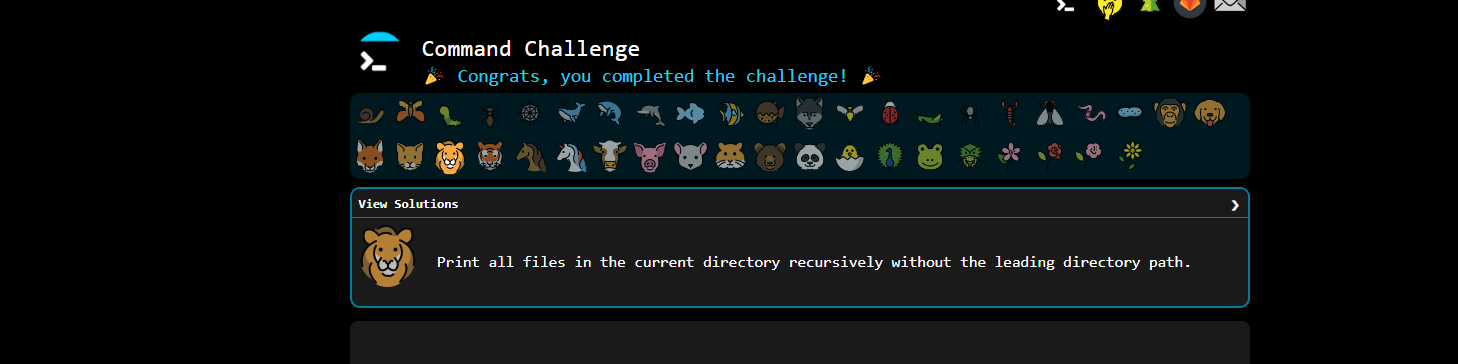 Command Challenge
🎉 Congrats, you completed the challenge! 🎉
View Solutions
Print all files in the current directory recursively without the leading directory path.